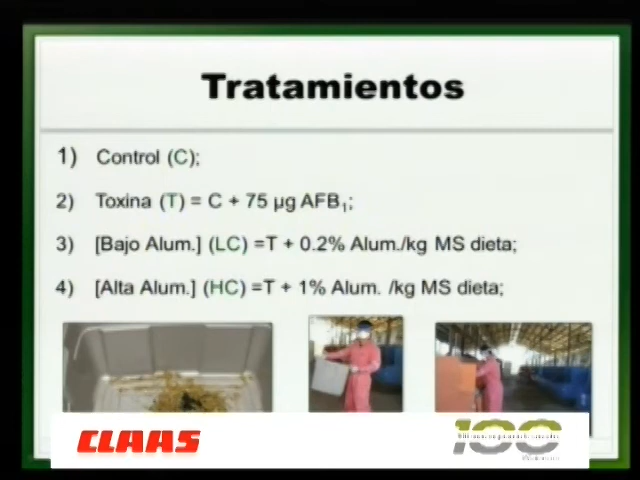 Tratamientos
1) Control (C);
2) Toxina (T) = C + 75 µg AFB₁;
3) [Bajo Alum.] (LC) =T + 0.2% Alum./kg MS dieta;
4) [Alta Alum.] (HC) =T + 1% Alum. /kg MS dieta;
CLAAS
100